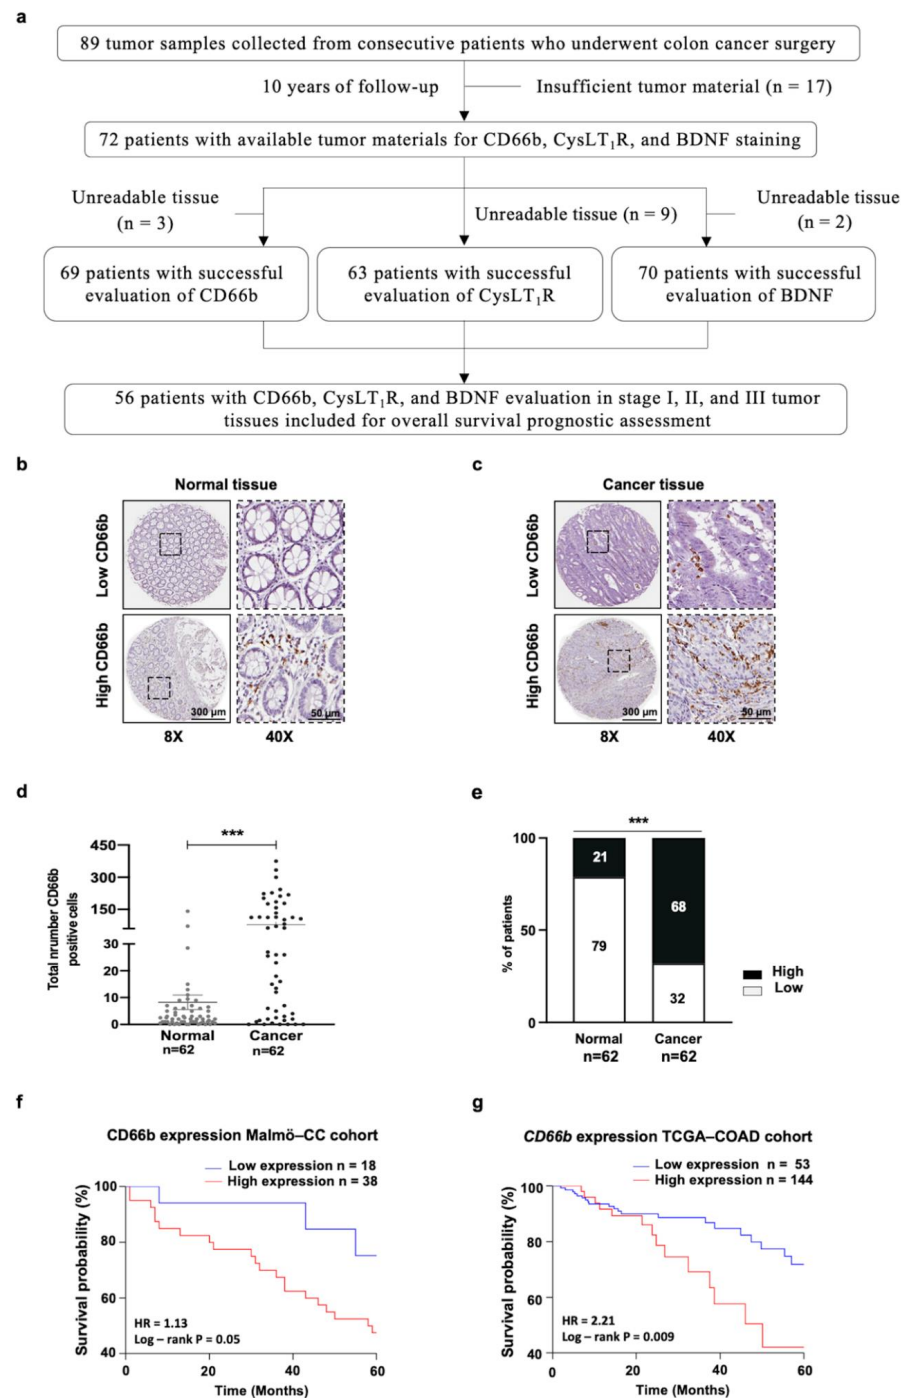 a
89 tumor samples collected from consecutive patients who underwent colon cancer surgery
10 years of follow-up
Insufficient tumor material (n = 17)
72 patients with available tumor materials for CD66b, CysLT₁R, and BDNF staining
Unreadable tissue
(n = 3)
Unreadable tissue (n = 9)
Unreadable tissue
(n = 2)
69 patients with successful
evaluation of CD66b
63 patients with successful
evaluation of CysLT₁R
70 patients with successful
evaluation of BDNF
56 patients with CD66b, CysLT₁R, and BDNF evaluation in stage I, II, and III tumor
tissues included for overall survival prognostic assessment
b
Normal tissue
Low CD66b
High CD66b
300 µm
50 µm
8X
40X
c
Cancer tissue
Low CD66b
High CD66b
300 µm
50 µm
8X
40X
d
***
Total nrumber CD66b
positive cells
450
300
150
30
20
10
0
Normal
n=62
Cancer
n=62
e
***
% of patients
100
50
0
21
79
68
32
High
Low
Normal
n=62
Cancer
n=62
f
CD66b expression Malmö–CC cohort
Low expression n = 18
High expression n = 38
Survival probability (%)
100
80
60
40
HR = 1.13
Log – rank P = 0.05
0
20
40
60
Time (Months)
g
CD66b expression TCGA–COAD cohort
Low expression n = 53
High expression n = 144
Survival probability (%)
100
80
60
40
HR = 2.21
Log – rank P = 0.009
0
20
40
60
Time (Months)